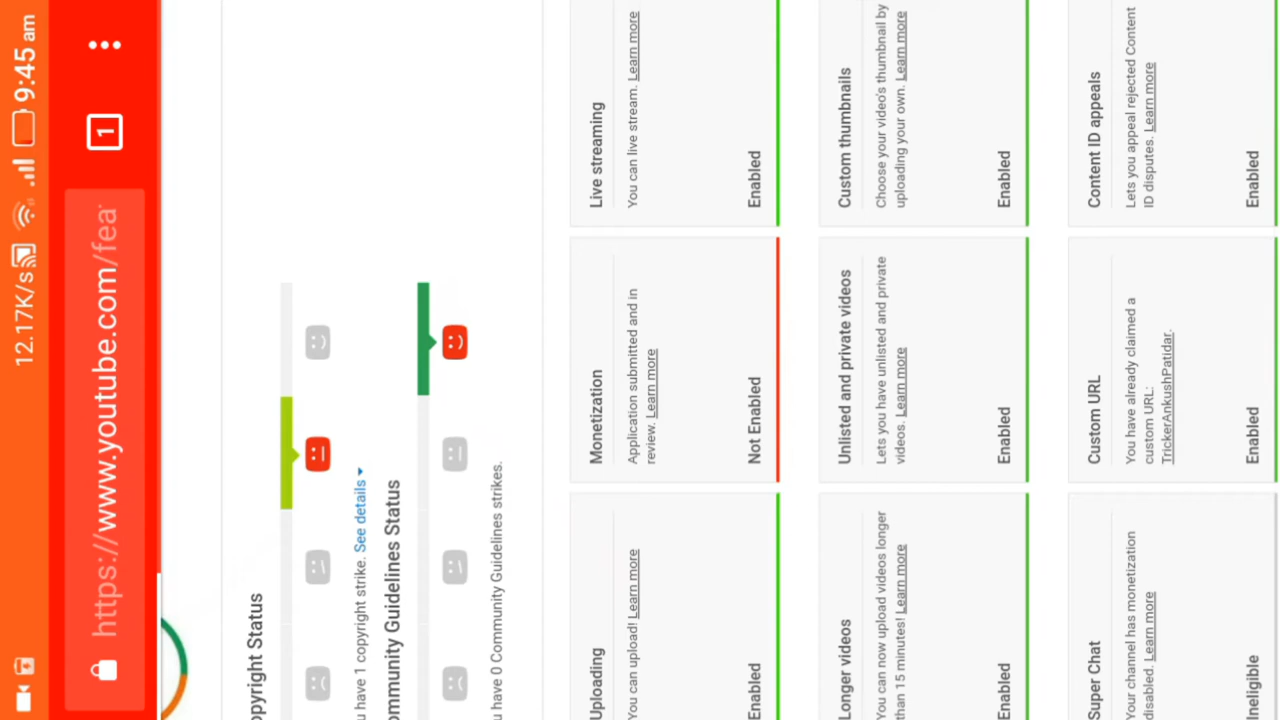 12.17K/s 9:45 am
https://www.youtube.com/fea
1
opyright Status
u have 1 copyright strike. See details
ommunity Guidelines Status
u have 0 Community Guidelines strikes.
Uploading
You can upload! Learn more
Enabled
Monetization
Application submitted and in
review. Learn more
Not Enabled
Live streaming
You can live stream. Learn more
Enabled
Longer videos
You can now upload videos longer
than 15 minutes! Learn more
Enabled
Unlisted and private videos
Lets you have unlisted and private
videos. Learn more
Enabled
Custom thumbnails
Choose your video's thumbnail by
uploading your own. Learn more
Enabled
Super Chat
Your channel has monetization
disabled. Learn more
Ineligible
Custom URL
You have already claimed a
custom URL:
TrickerAnkushPatidar.
Enabled
Content ID appeals
Lets you appeal rejected Content
ID disputes. Learn more
Enabled